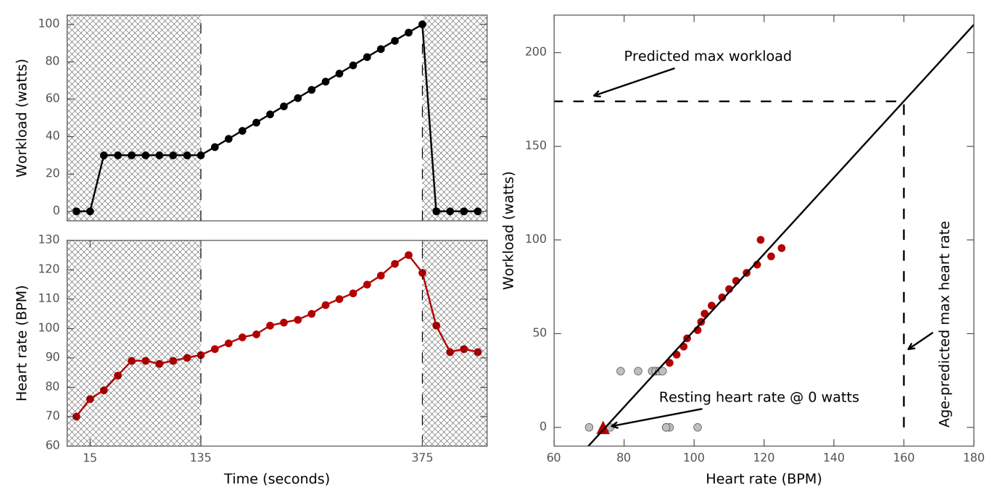 Workload (watts)
100
80
60
40
20
0
Heart rate (BPM)
130
120
110
100
90
80
70
60
15 135 375
Time (seconds)
Workload (watts)
200
150
100
50
0
Predicted max workload
Resting heart rate @ 0 watts
Age-predicted max heart rate
60 80 100 120 140 160 180
Heart rate (BPM)